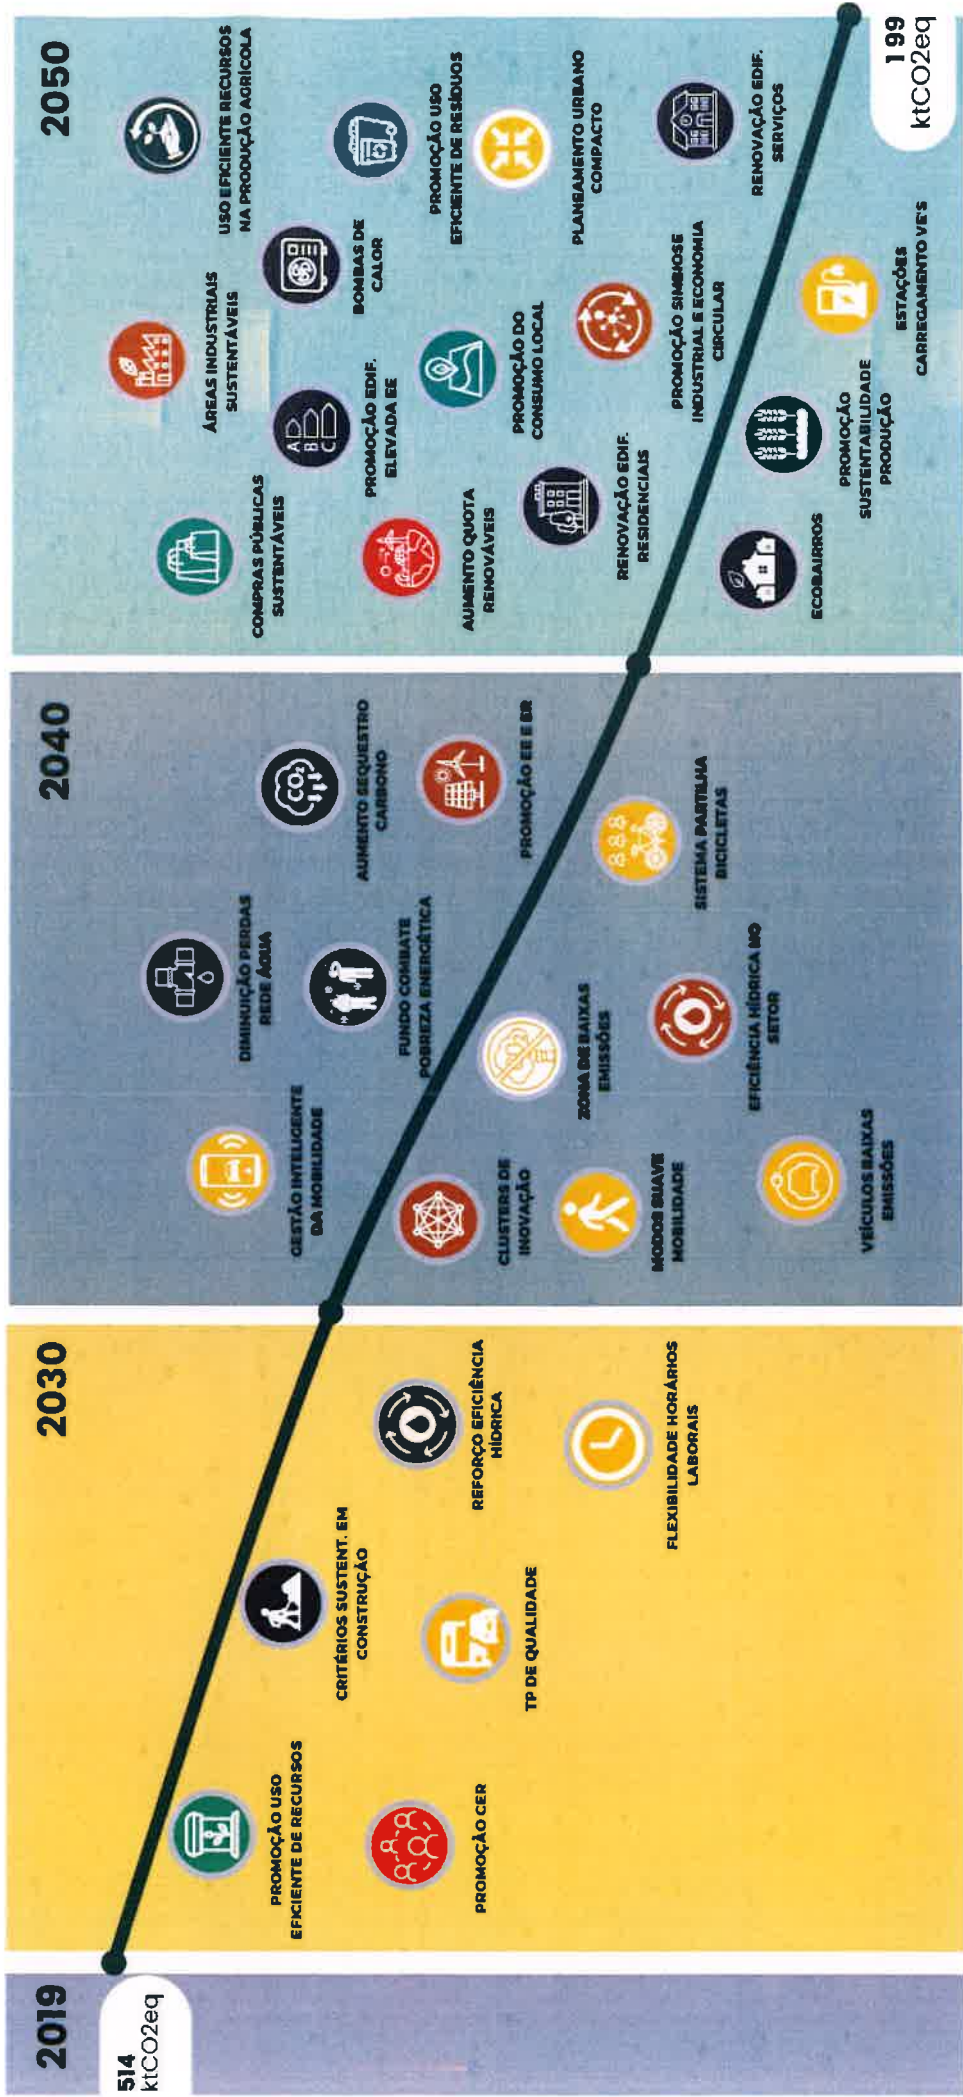 2019
514
ktCO2eq
2030
PROMOÇÃO USO
EFICIENTE DE RECURSOS
PROMOÇÃO CER
CRITÉRIOS SUSTENT. EM
CONSTRUÇÃO
TP DE QUALIDADE
REFORÇO EFICIÊNCIA
HÍDRICA
FLEXIBILIDADE HORÁRIOS
LABORAIS
2040
GESTÃO INTELIGENTE
DA MOBILIDADE
CLUSTERS DE
INOVAÇÃO
MODOS SUAVE
MOBILIDADE
VEÍCULOS BAIXAS
EMISSÕES
DIMINUIÇÃO PERDAS
REDE ÁGUA
FUNDO COMBATE
POBREZA ENERGÉTICA
CO2
ZONA DE BAIXAS
EMISSÕES
EFICIÊNCIA HÍDRICA NO
SETOR
CO2
AUMENTO SEQUESTRO
CARBONO
PROMOÇÃO EE E ER
SISTEMA PARTILHA
BICICLETAS
2050
COMPRAS PÚBLICAS
SUSTENTÁVEIS
AUMENTO QUOTA
RENOVÁVEIS
RENOVAÇÃO EDIF.
RESIDENCIAIS
ECOBAIRROS
ÁREAS INDUSTRIAIS
SUSTENTÁVEIS
A
B
C
PROMOÇÃO EDIF.
ELEVADA EE
PROMOÇÃO DO
CONSUMO LOCAL
PROMOÇÃO SIMBIOSE
INDUSTRIAL E ECONOMIA
CIRCULAR
PROMOÇÃO
SUSTENTABILIDADE
PRODUÇÃO
USO EFICIENTE RECURSOS
NA PRODUÇÃO AGRÍCOLA
BOMBAS DE
CALOR
PROMOÇÃO USO
EFICIENTE DE RESÍDUOS
PLANEAMENTO URBANO
COMPACTO
RENOVAÇÃO EDIF.
SERVIÇOS
ESTAÇÕES
CARREGAMENTO VE'S
199
ktCO2eq